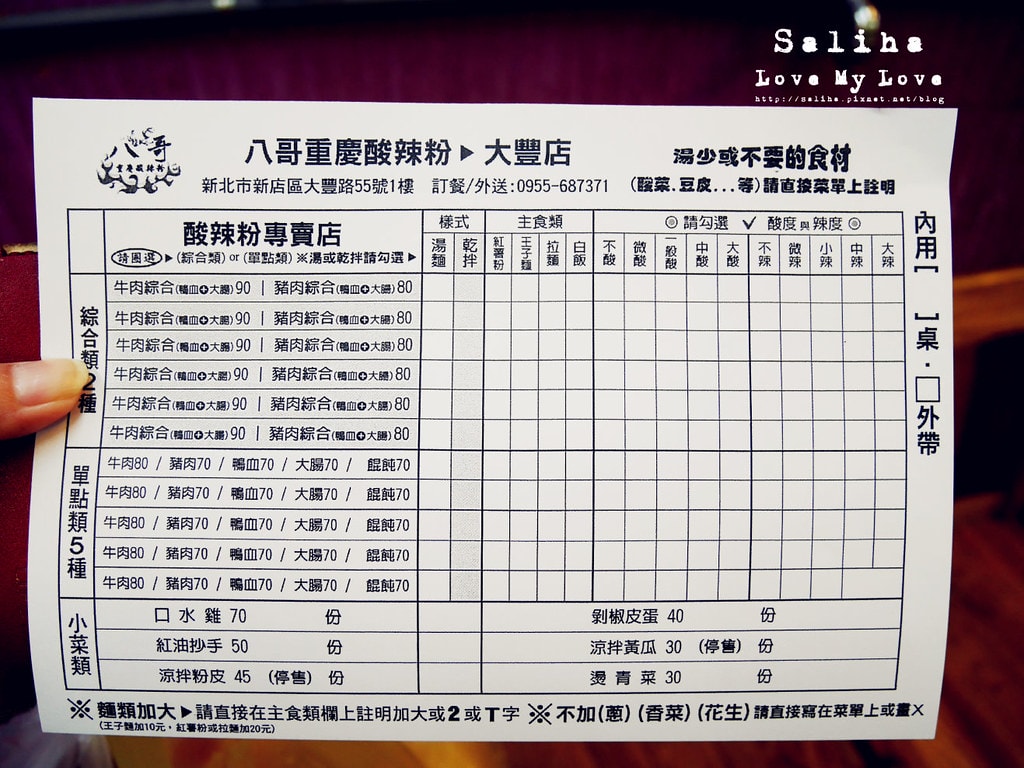 Saliha
Love My Love
http://saliha.pixnet.net/blog
八哥
重慶酸辣粉
八哥重慶酸辣粉▶大豐店
湯少或不要的食材
新北市新店區大豐路55號1樓 訂餐/外送:0955-687371
(酸菜.豆皮...等)請直接菜單上註明
酸辣粉專賣店
請圈選▶(綜合類) or (單點類) ※湯或乾拌請勾選▶
樣式 主食類 ◎請勾選 ✓ 酸度與辣度◎
湯麵 乾拌 紅薯粉 王子麵 拉麵 白飯 不酸 微酸 一般酸 中酸 大酸 不辣 微辣 小辣 中辣 大辣
內用[ ]桌.□外帶
綜合類2種
牛肉綜合(鴨血+大腸)90 | 豬肉綜合(鴨血+大腸)80
牛肉綜合(鴨血+大腸)90 | 豬肉綜合(鴨血+大腸)80
牛肉綜合(鴨血+大腸)90 | 豬肉綜合(鴨血+大腸)80
牛肉綜合(鴨血+大腸)90 | 豬肉綜合(鴨血+大腸)80
牛肉綜合(鴨血+大腸)90 | 豬肉綜合(鴨血+大腸)80
牛肉綜合(鴨血+大腸)90 | 豬肉綜合(鴨血+大腸)80
單點類5種
牛肉80 / 豬肉70 / 鴨血70 / 大腸70 / 餛飩70
牛肉80 / 豬肉70 / 鴨血70 / 大腸70 / 餛飩70
牛肉80 / 豬肉70 / 鴨血70 / 大腸70 / 餛飩70
牛肉80 / 豬肉70 / 鴨血70 / 大腸70 / 餛飩70
牛肉80 / 豬肉70 / 鴨血70 / 大腸70 / 餛飩70
小菜類
口水雞 70 份 剝椒皮蛋 40 份
紅油抄手 50 份 涼拌黃瓜 30 (停售) 份
涼拌粉皮 45 (停售) 份 燙青菜 30 份
※麵類加大▶請直接在主食類欄上註明加大或2或T字 ※不加(蔥)(香菜)(花生)請直接寫在菜單上或畫X
(王子麵加10元,紅薯粉或拉麵加20元)